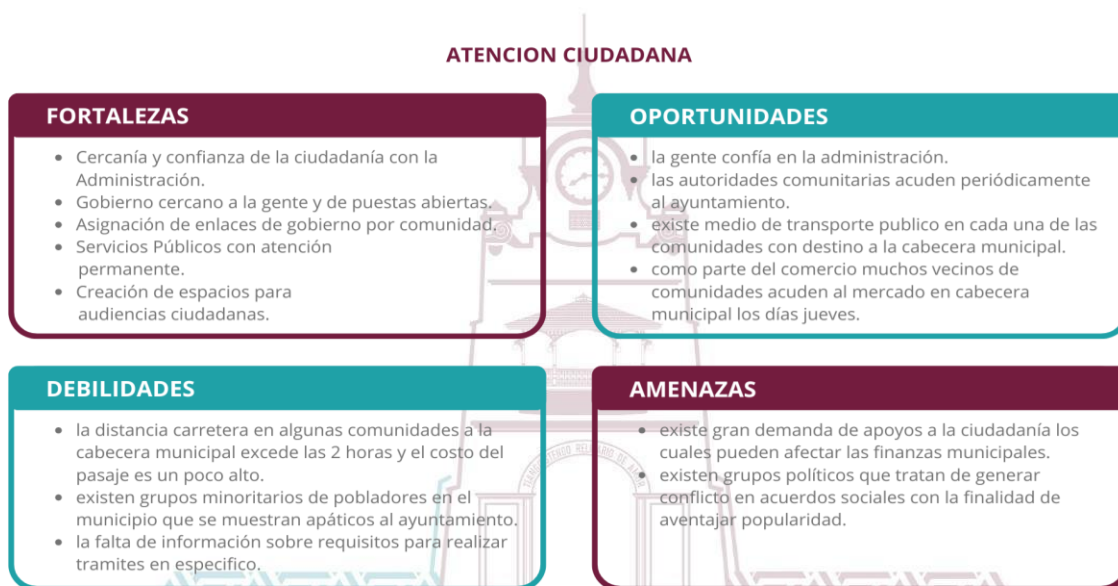 ATENCION CIUDADANA
FORTALEZAS
• Cercanía y confianza de la ciudadanía con la
Administración.
• Gobierno cercano a la gente y de puestas abiertas.
• Asignación de enlaces de gobierno por comunidad.
• Servicios Públicos con atención
permanente.
• Creación de espacios para
audiencias ciudadanas.
OPORTUNIDADES
• la gente confía en la administración.
• las autoridades comunitarias acuden periódicamente
al ayuntamiento.
• existe medio de transporte publico en cada una de las
comunidades con destino a la cabecera municipal.
• como parte del comercio muchos vecinos de
comunidades acuden al mercado en cabecera
municipal los días jueves.
DEBILIDADES
• la distancia carretera en algunas comunidades a la
cabecera municipal excede las 2 horas y el costo del
pasaje es un poco alto.
• existen grupos minoritarios de pobladores en el
municipio que se muestran apáticos al ayuntamiento.
• la falta de información sobre requisitos para realizar
tramites en especifico.
AMENAZAS
• existe gran demanda de apoyos a la ciudadanía los
cuales pueden afectar las finanzas municipales.
• existen grupos políticos que tratan de generar
conflicto en acuerdos sociales con la finalidad de
aventajar popularidad.